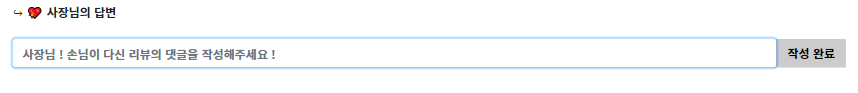 ↪ 💖 사장님의 답변
사장님 ! 손님이 다신 리뷰의 댓글을 작성해주세요 !
작성 완료